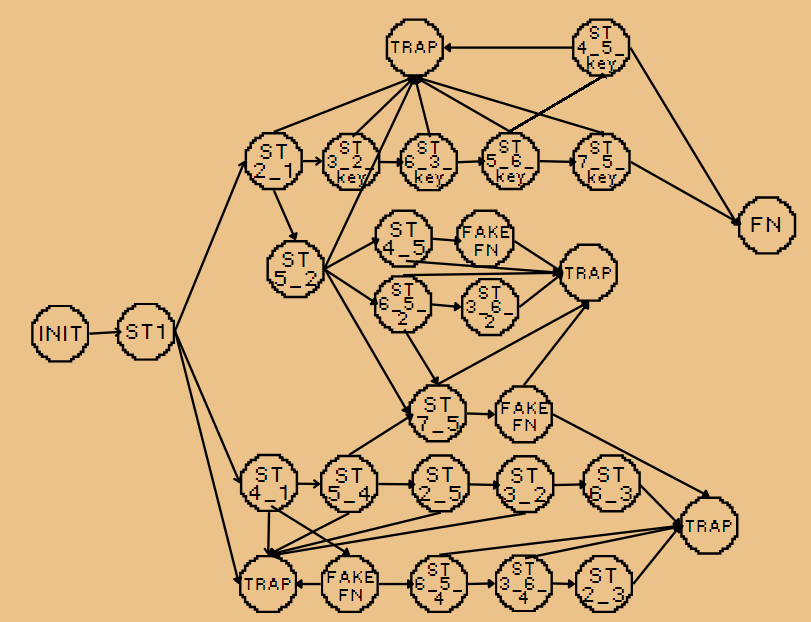 TRAP
ST
4_5_
key
ST
2_1
ST
3_2_
key
ST
6_3_
key
ST
5_6_
key
ST
7_5_
key
FN
ST
5_2
ST
4_5
FAKE
FN
TRAP
ST
6_5_
2
ST
3_6_
2
INIT
ST1
ST
7_5
FAKE
FN
ST
4_1
ST
5_4
ST
2_5
ST
3_2
ST
6_3
TRAP
TRAP
FAKE
FN
ST
6_5_
4
ST
3_6_
4
ST
2_3